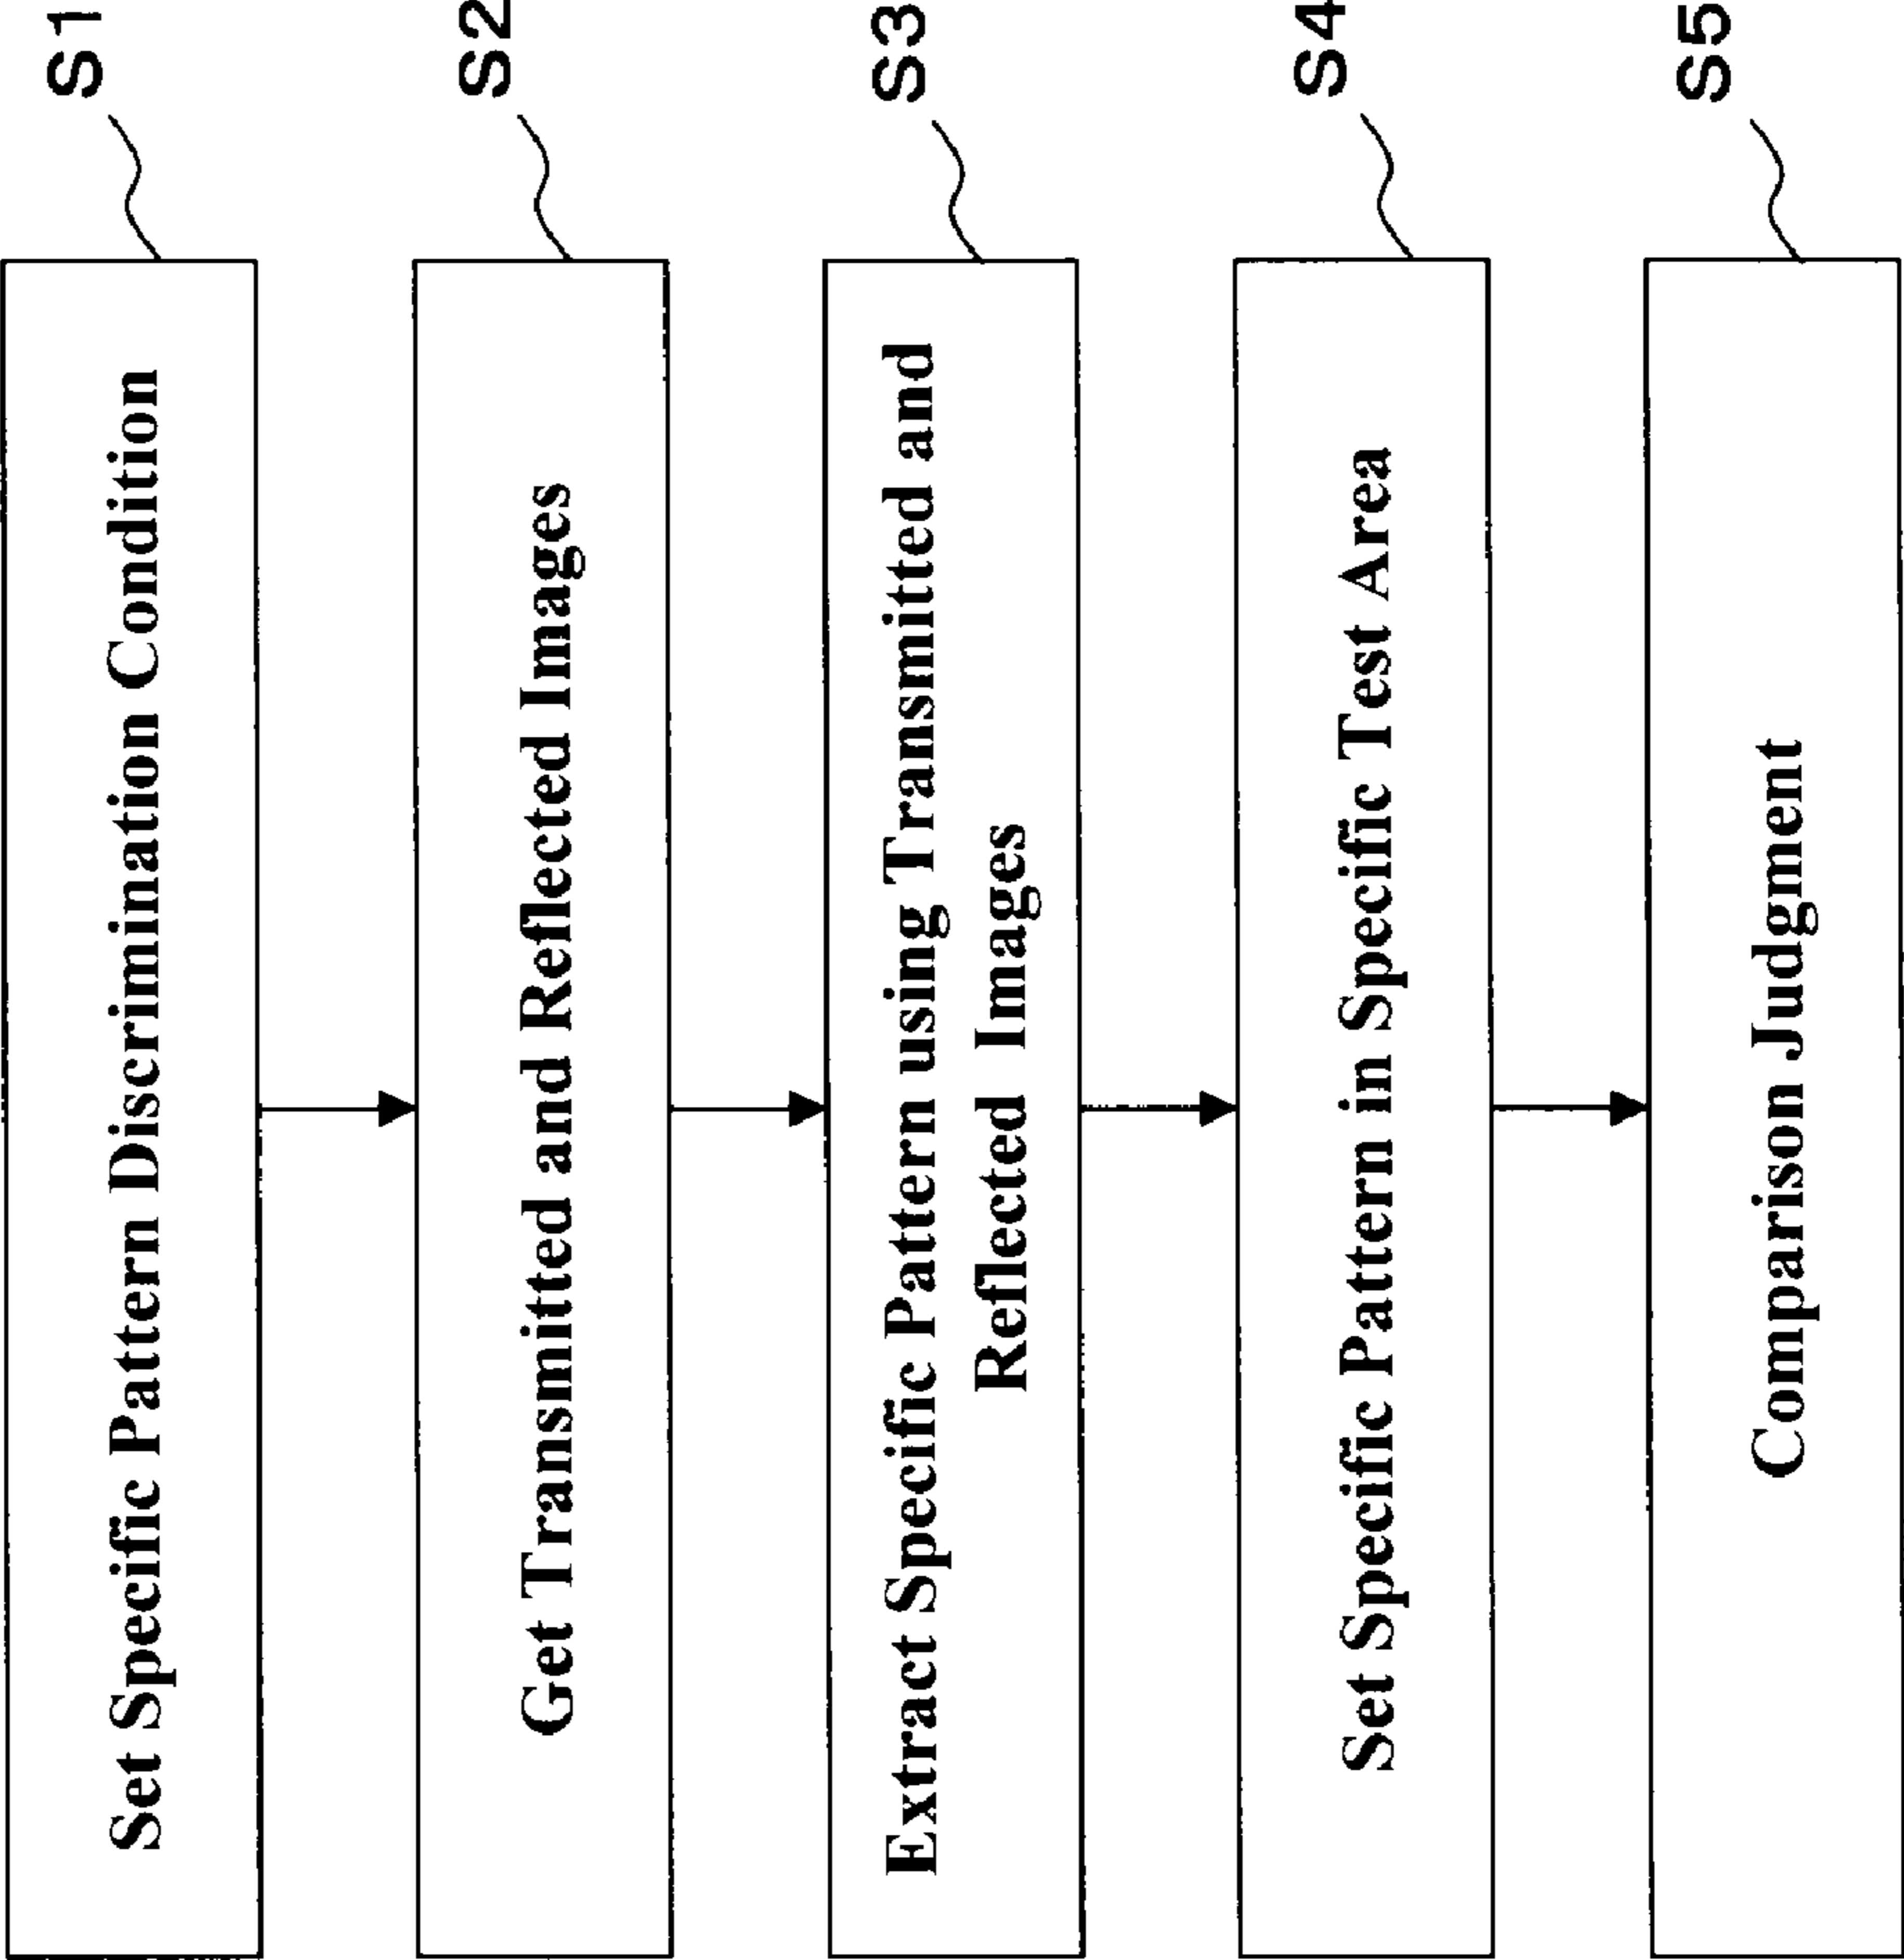 S1
Set Specific Pattern Discrimination Condition
S2
Get Transmitted and Reflected Images
S3
Extract Specific Pattern using Transmitted and
Reflected Images
S4
Set Specific Pattern in Specific Test Area
S5
Comparison Judgment